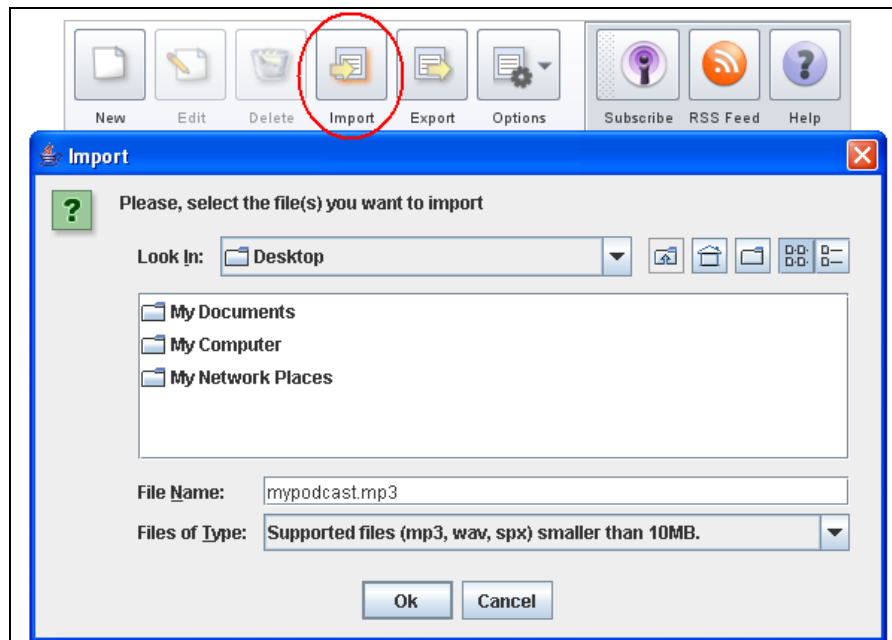 New Edit Delete Import Export Options Subscribe RSS Feed Help
Import
?
Please, select the file(s) you want to import
Look In: Desktop
My Documents
My Computer
My Network Places
File Name: mypodcast.mp3
Files of Type: Supported files (mp3, wav, spx) smaller than 10MB.
Ok Cancel